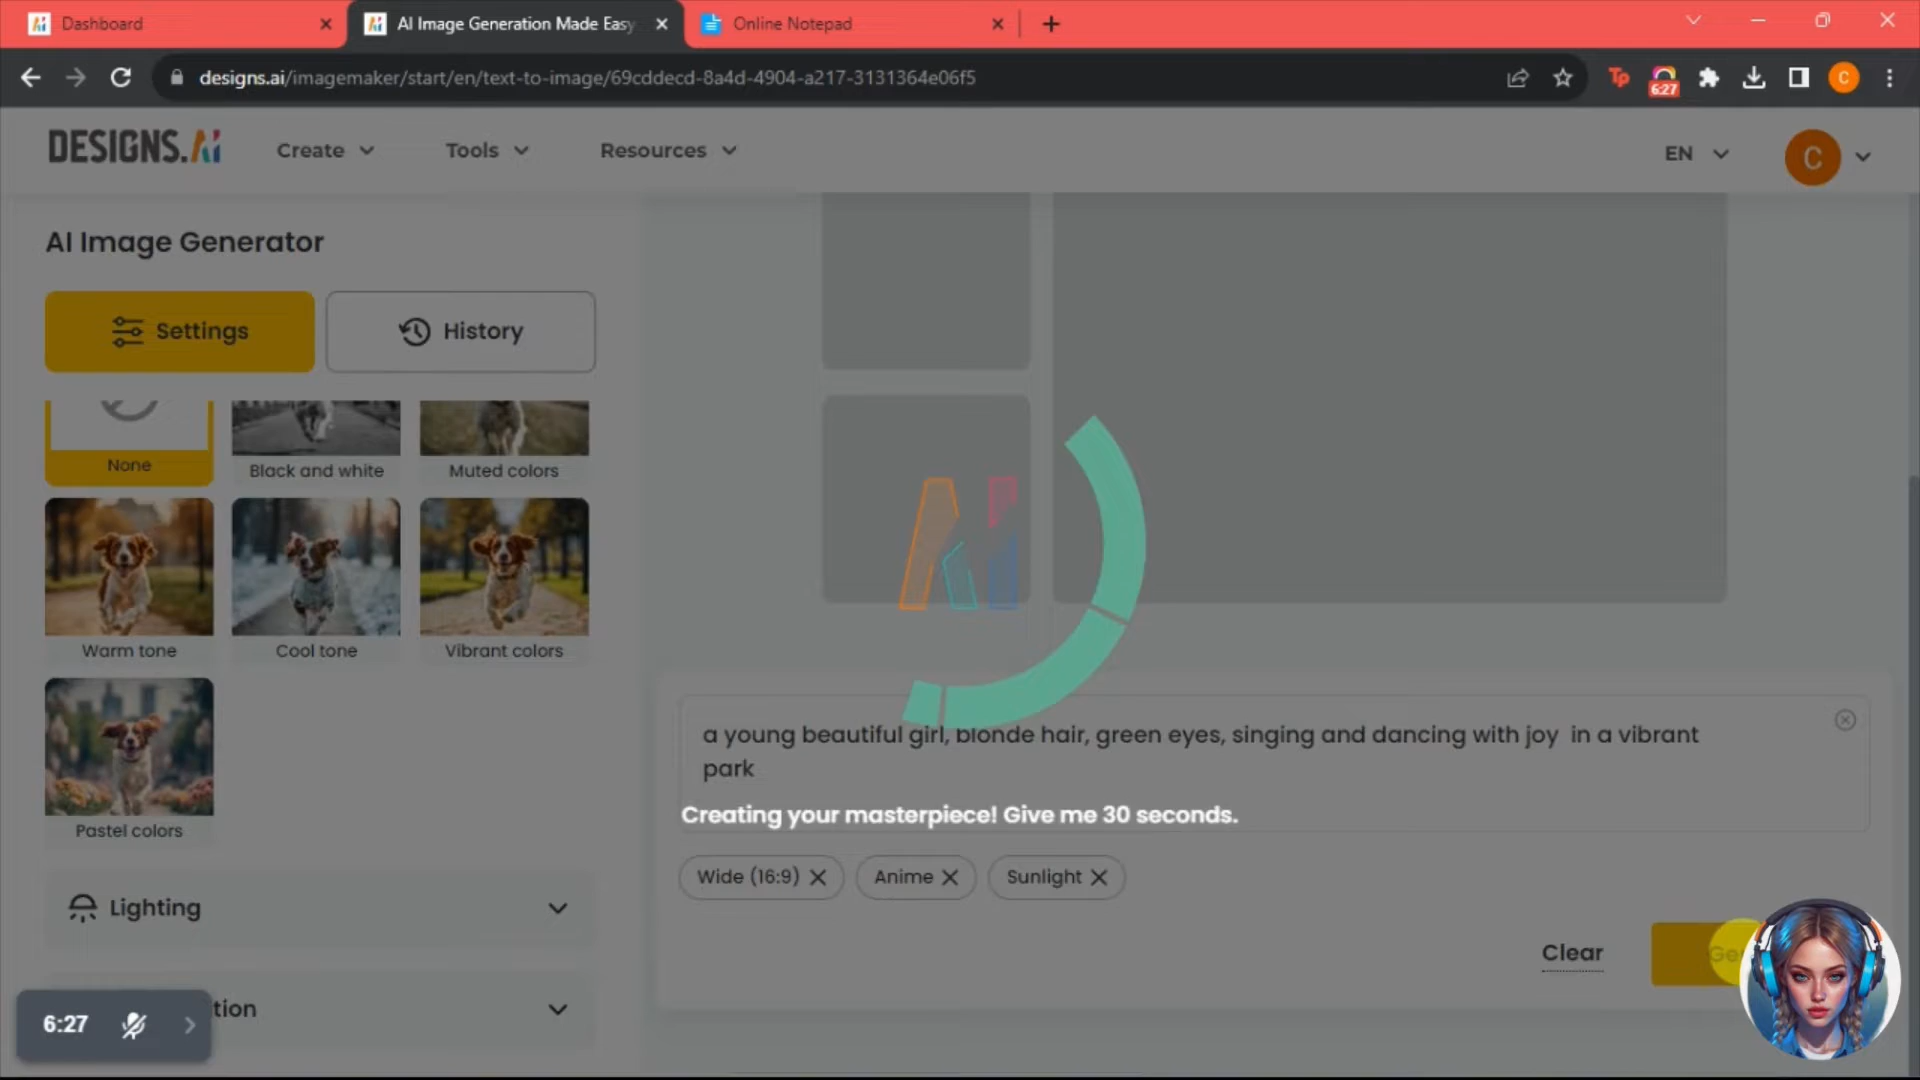 Dashboard
AI Image Generation Made Easy
Online Notepad
designs.ai/imagemaker/start/en/text-to-image/69cddecd-8a4d-4904-a217-3131364e06f5
Tp
6:27
C
DESIGNS.Ai
Create
Tools
Resources
EN
C
AI Image Generator
Settings
History
None
Black and white
Muted colors
Warm tone
Cool tone
Vibrant colors
Pastel colors
Ai
a young beautiful girl, blonde hair, green eyes, singing and dancing with joy  in a vibrant
park
Creating your masterpiece! Give me 30 seconds.
Wide (16:9)
Anime
Sunlight
Lighting
Clear
6:27